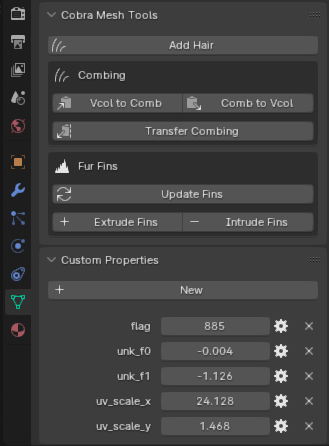 Cobra Mesh Tools
Add Hair
Combing
Vcol to Comb Comb to Vcol
Transfer Combing
Fur Fins
Update Fins
Extrude Fins Intrude Fins
Custom Properties
New
flag 885
unk_f0 -0.004
unk_f1 -1.126
uv_scale_x 24.128
uv_scale_y 1.468